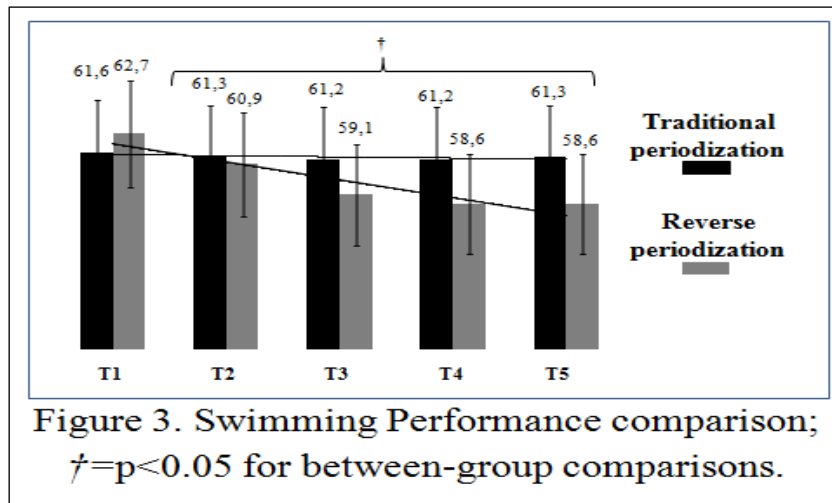 †
61,6 62,7 61,3 60,9 61,2 59,1 61,2 58,6 61,3 58,6
Traditional
periodization
Reverse
periodization
T1 T2 T3 T4 T5
Figure 3. Swimming Performance comparison;
†=p<0.05 for between-group comparisons.